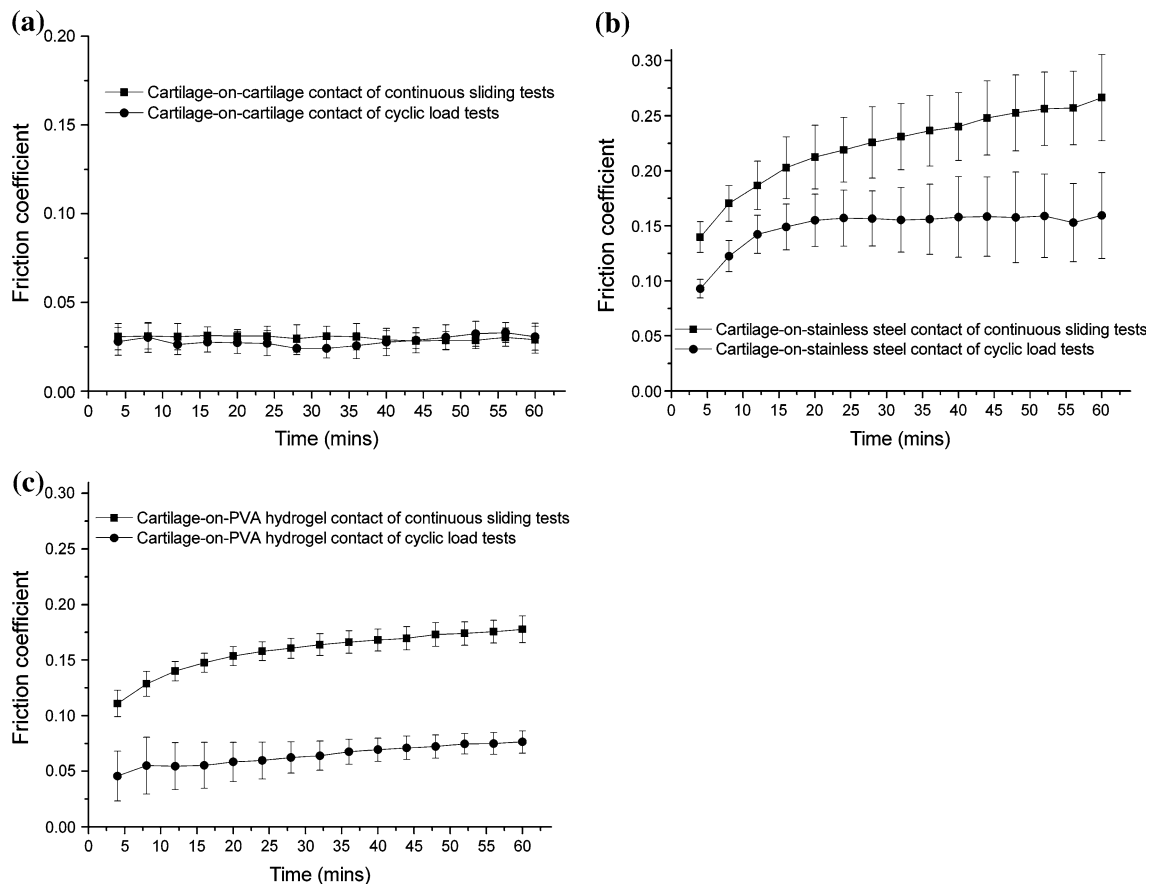 (a)
0.20
0.15
0.10
0.05
0.00
Friction coefficient
Cartilage-on-cartilage contact of continuous sliding tests
Cartilage-on-cartilage contact of cyclic load tests
0 5 10 15 20 25 30 35 40 45 50 55 60
Time (mins)
(b)
0.30
0.25
0.20
0.15
0.10
0.05
0.00
Friction coefficient
Cartilage-on-stainless steel contact of continuous sliding tests
Cartilage-on-stainless steel contact of cyclic load tests
0 5 10 15 20 25 30 35 40 45 50 55 60
Time (mins)
(c)
0.30
0.25
0.20
0.15
0.10
0.05
0.00
Friction coefficient
Cartilage-on-PVA hydrogel contact of continuous sliding tests
Cartilage-on-PVA hydrogel contact of cyclic load tests
0 5 10 15 20 25 30 35 40 45 50 55 60
Time (mins)